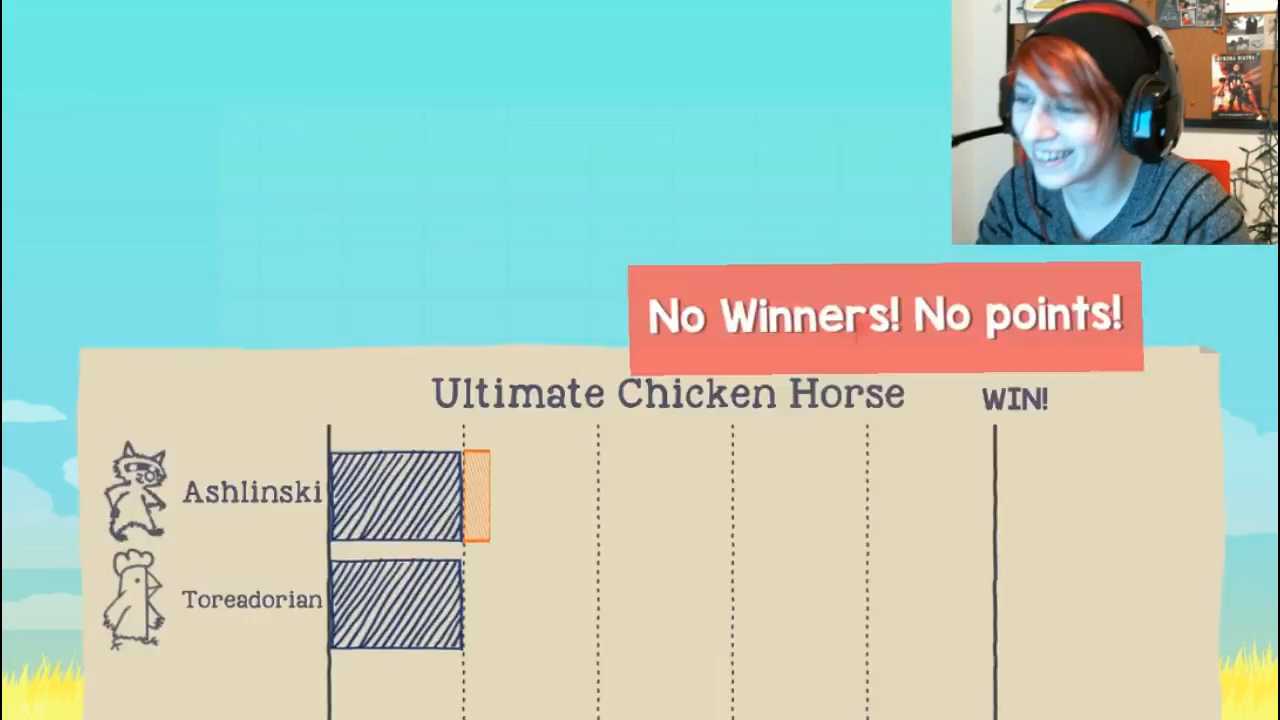 No Winners! No points!
Ultimate Chicken Horse
WIN!
Ashlinski
Toreadorian